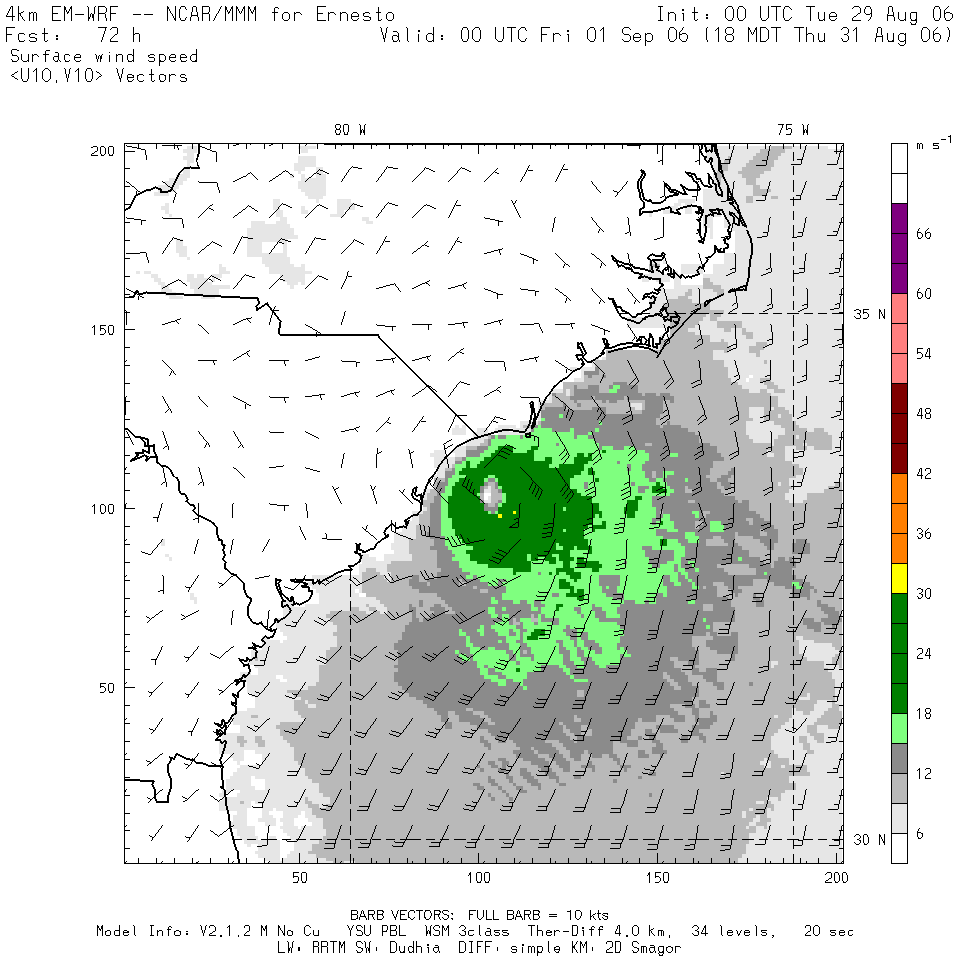 4km EM-WRF -- NCAR/MMM for Ernesto Init: 00 UTC Tue 29 Aug 06
Fcst: 72 h Valid: 00 UTC Fri 01 Sep 06 (18 MDT Thu 31 Aug 06)
Surface wind speed
<U10,V10> Vectors
80 W 75 W
m s-1
200
66
60
35 N
150
54
48
42
100
36
30
24
50
18
12
30 N
6
50 100 150 200
BARB VECTORS: FULL BARB = 10 kts
Model Info: V2.1.2 M No Cu YSU PBL WSM 3class Ther-Diff 4.0 km, 34 levels, 20 sec
LW: RRTM SW: Dudhia DIFF: simple KM: 2D Smagor